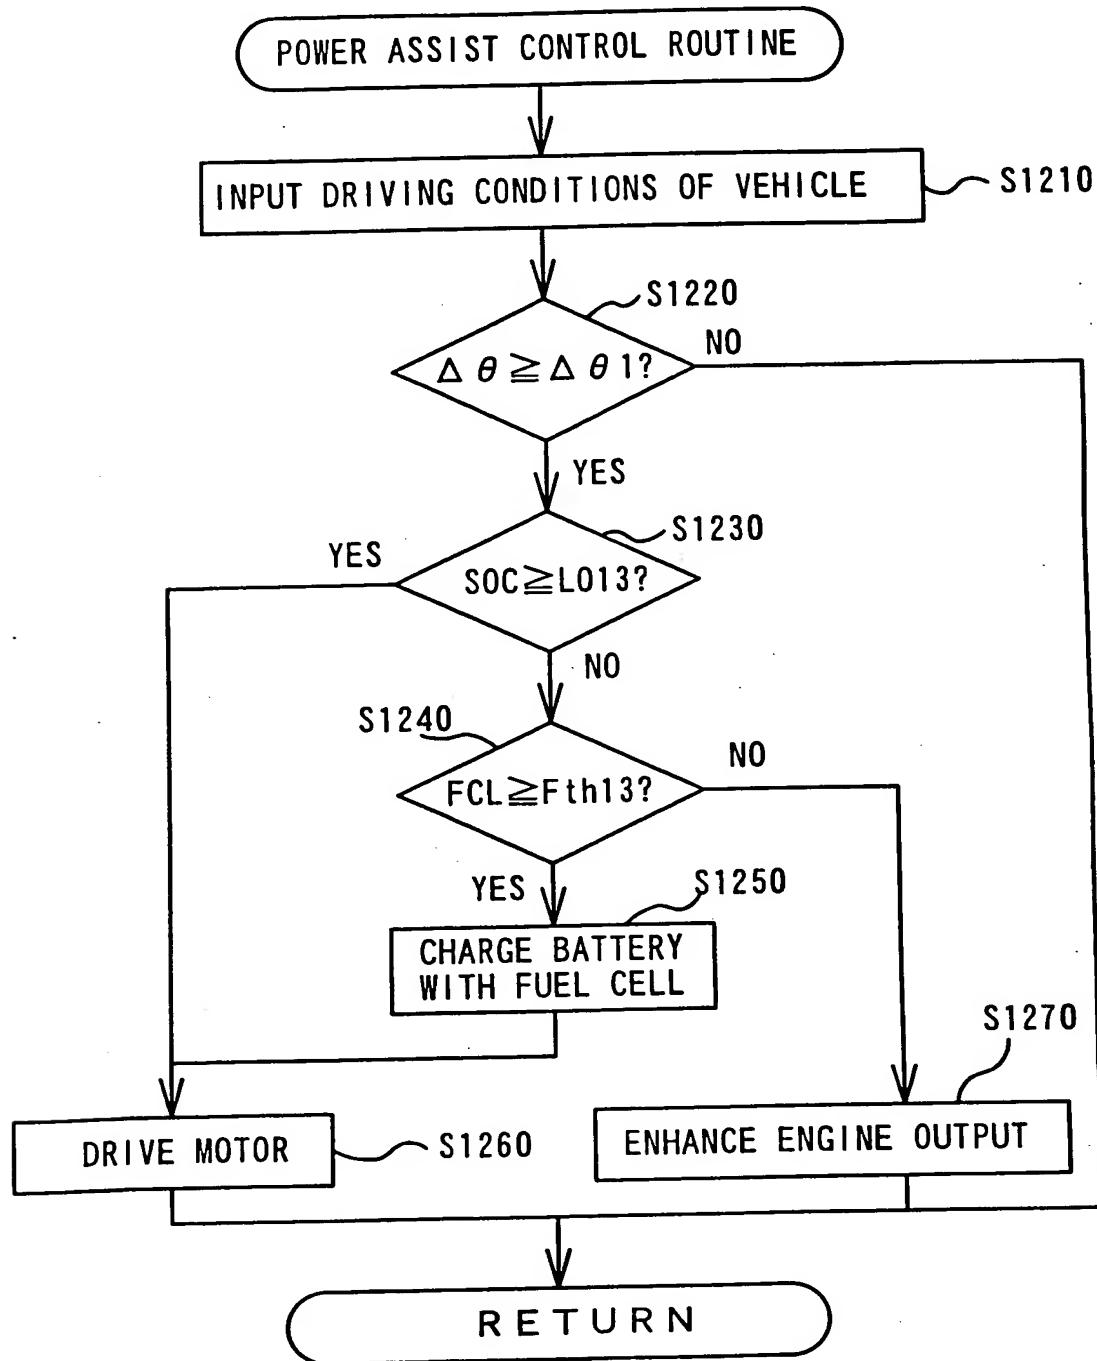 POWER ASSIST CONTROL ROUTINE
INPUT DRIVING CONDITIONS OF VEHICLE
S1210
S1220
Δθ≧Δθ1?
NO
YES
S1230
YES
SOC≧LO13?
NO
S1240
FCL≧Fth13?
NO
YES
S1250
CHARGE BATTERY
WITH FUEL CELL
S1270
DRIVE MOTOR
S1260
ENHANCE ENGINE OUTPUT
RETURN